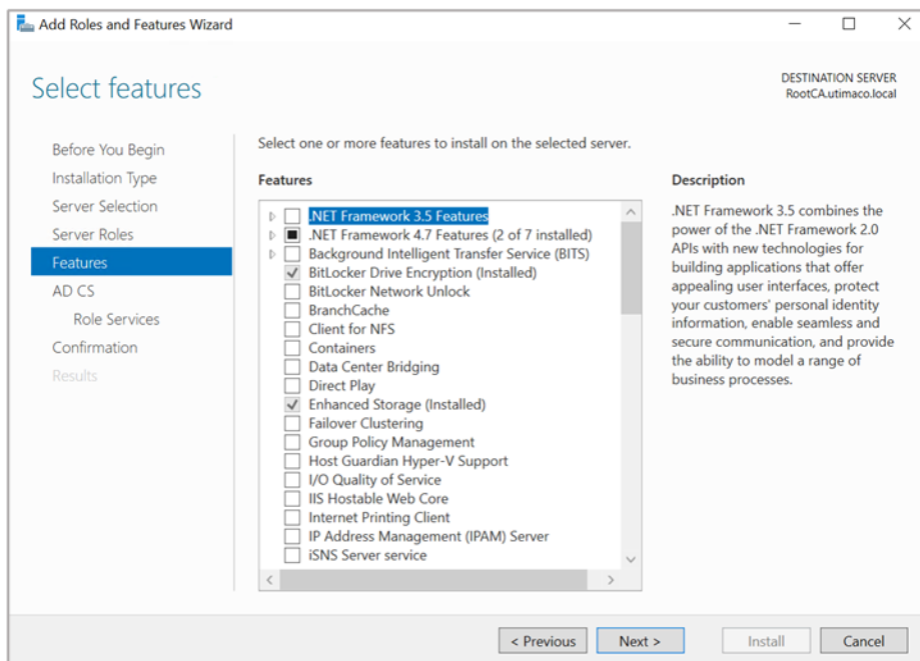 Add Roles and Features Wizard
Select features
DESTINATION SERVER
RootCA.utimaco.local
Before You Begin
Installation Type
Server Selection
Server Roles
Features
AD CS
Role Services
Confirmation
Results
Select one or more features to install on the selected server.
Features
.NET Framework 3.5 Features
.NET Framework 4.7 Features (2 of 7 installed)
Background Intelligent Transfer Service (BITS)
BitLocker Drive Encryption (Installed)
BitLocker Network Unlock
BranchCache
Client for NFS
Containers
Data Center Bridging
Direct Play
Enhanced Storage (Installed)
Failover Clustering
Group Policy Management
Host Guardian Hyper-V Support
I/O Quality of Service
IIS Hostable Web Core
Internet Printing Client
IP Address Management (IPAM) Server
iSNS Server service
Description
.NET Framework 3.5 combines the
power of the .NET Framework 2.0
APIs with new technologies for
building applications that offer
appealing user interfaces, protect
your customers' personal identity
information, enable seamless and
secure communication, and provide
the ability to model a range of
business processes.
< Previous
Next >
Install
Cancel